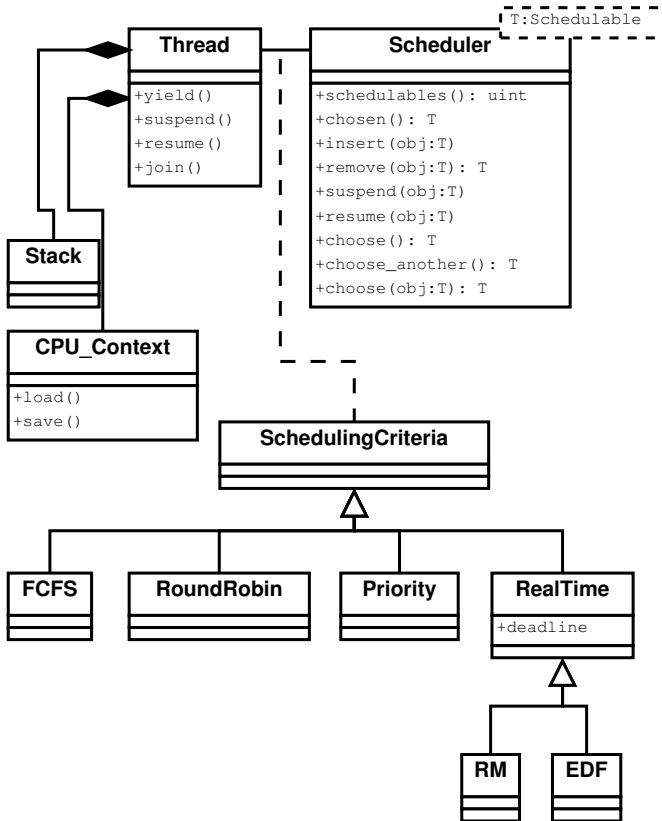 T:Schedulable
Thread
+yield()
+suspend()
+resume()
+join()
Scheduler
+schedulables(): uint
+chosen(): T
+insert(obj:T)
+remove(obj:T): T
+suspend(obj:T)
+resume(obj:T)
+choose(): T
+choose_another(): T
+choose(obj:T): T
Stack
CPU_Context
+load()
+save()
SchedulingCriteria
FCFS
RoundRobin
Priority
RealTime
+deadline
RM
EDF